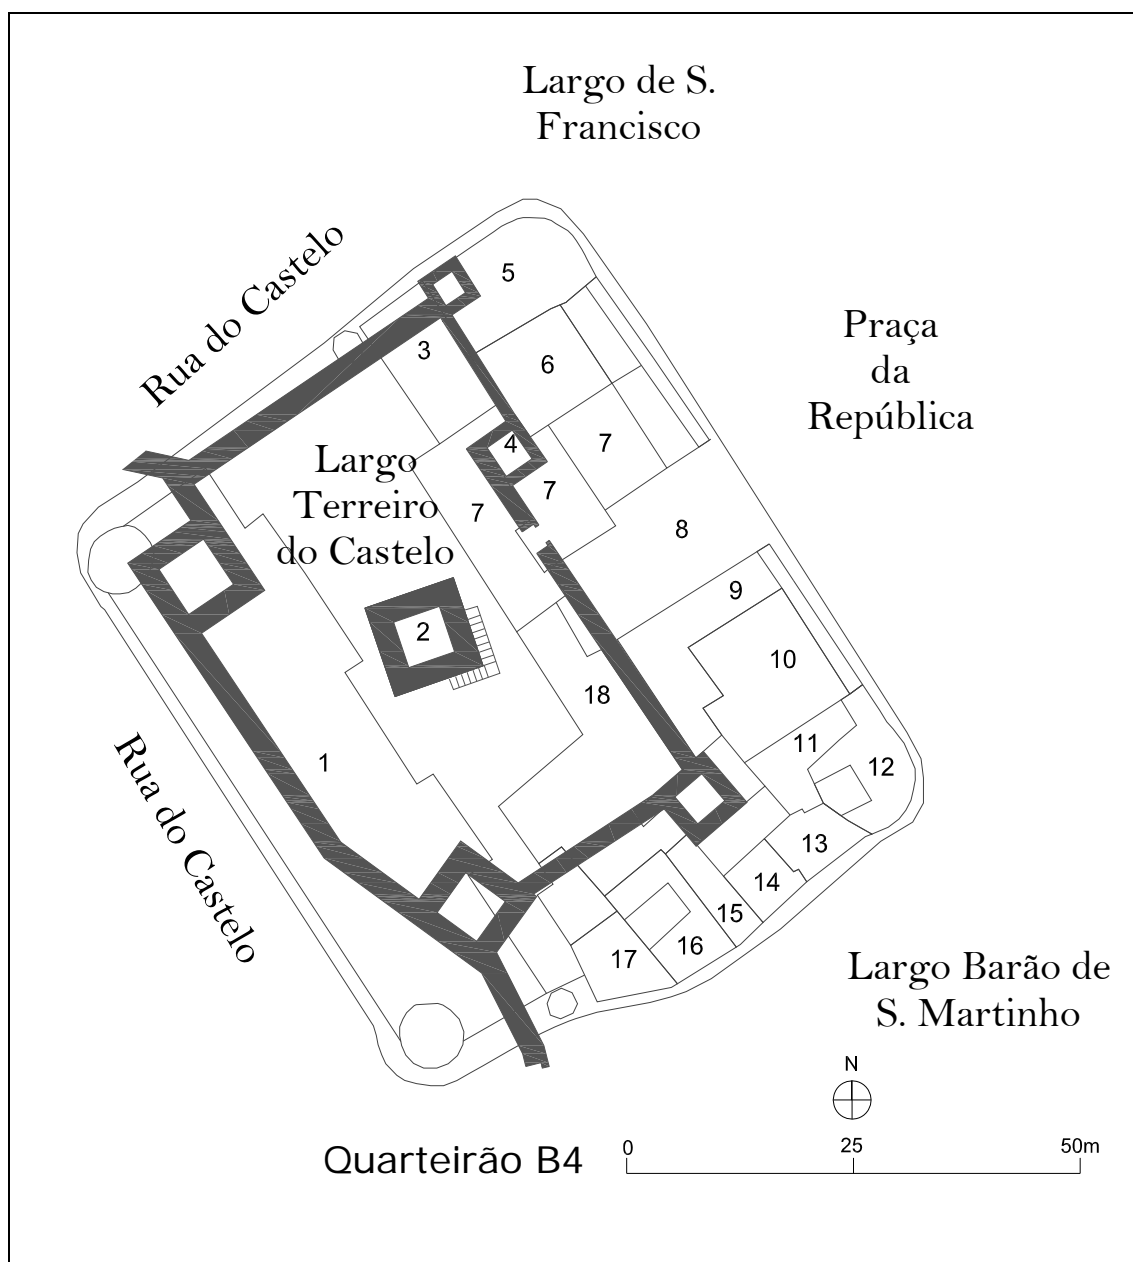 Largo de S.
Francisco
Rua do Castelo
5
Praça
da
República
3
6
4
7
Largo
Terreiro
do Castelo
7
7
8
9
2
10
18
11
1
12
Rua do Castelo
13
14
15
16
17
Largo Barão de
S. Martinho
N
Quarteirão B4
0
25
50m